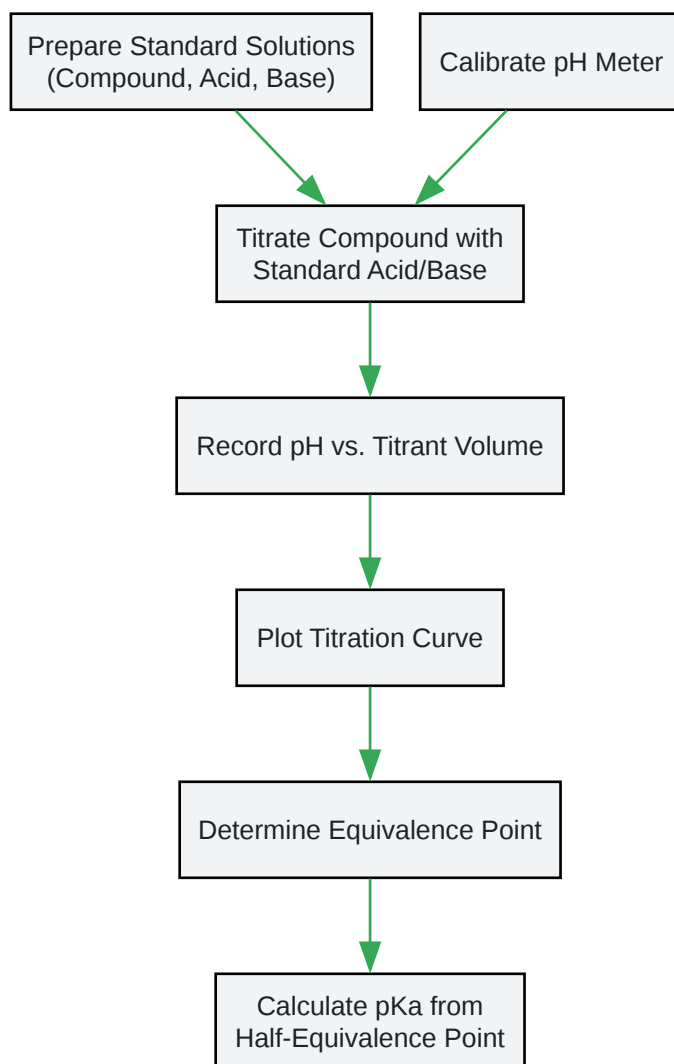 Prepare Standard Solutions
(Compound, Acid, Base)
Calibrate pH Meter
Titrate Compound with
Standard Acid/Base
Record pH vs. Titrant Volume
Plot Titration Curve
Determine Equivalence Point
Calculate pKa from
Half-Equivalence Point